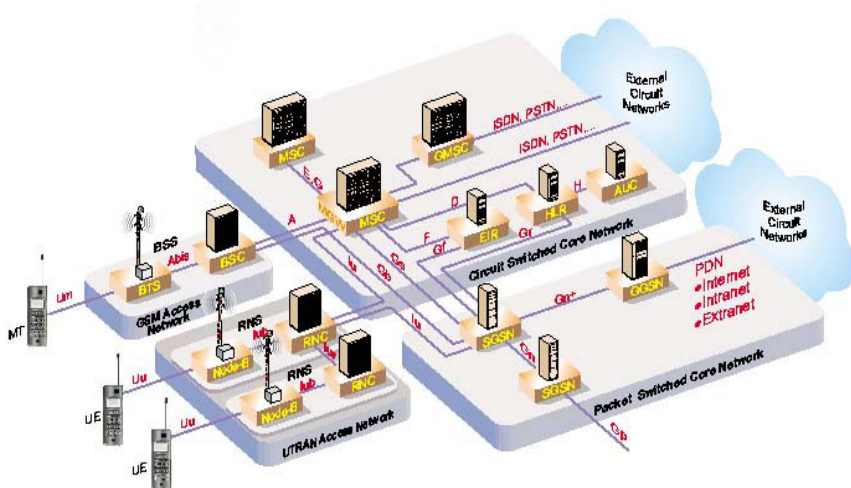 External
Circuit
Networks
ISDN, PSTN....
ISDN, PSTN....
MSC
GMSC
E, G
MSC
D
H
AUC
HLR
F
EIR
Gf
Gr
Circuit Switched Core Network
A
BSS
Abis
BSC
BTS
Um
MT
GSM Access
Network
Gs
Gb
Iu
Iu
External
Circuit
Networks
PDN
Internet
Intranet
Extranet
GGSN
Gn
SGSN
Gn
SGSN
Gp
Packet Switched Core Network
RNS
Iub
RNC
Iur
Node-B
Uu
UE
RNS
Iub
RNC
Node-B
Uu
UE
UTRAN Access Network